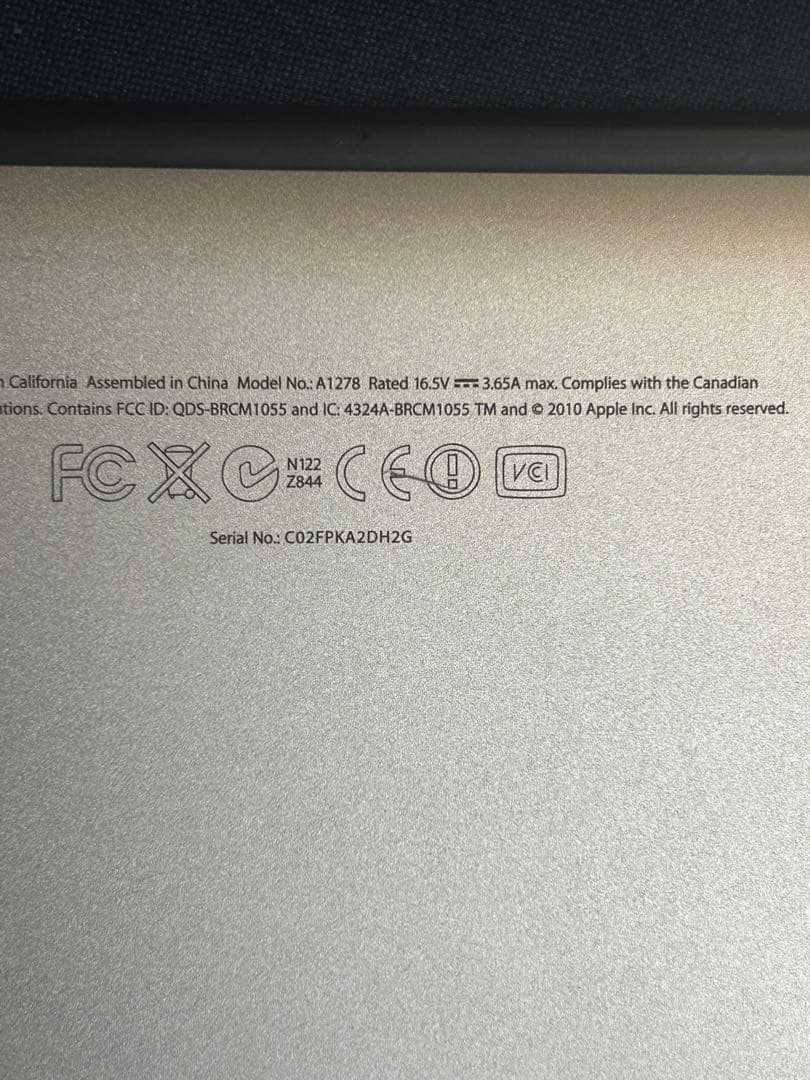 California Assembled in China Model No.: A1278 Rated 16.5V ⎓ 3.65A max. Complies with the Canadian
Contains FCC ID: QDS-BRCM1055 and IC: 4324A-BRCM1055 TM and © 2010 Apple Inc. All rights reserved.
FC N122 CE VCI
Z844
Serial No.: C02FPKA2DH2G